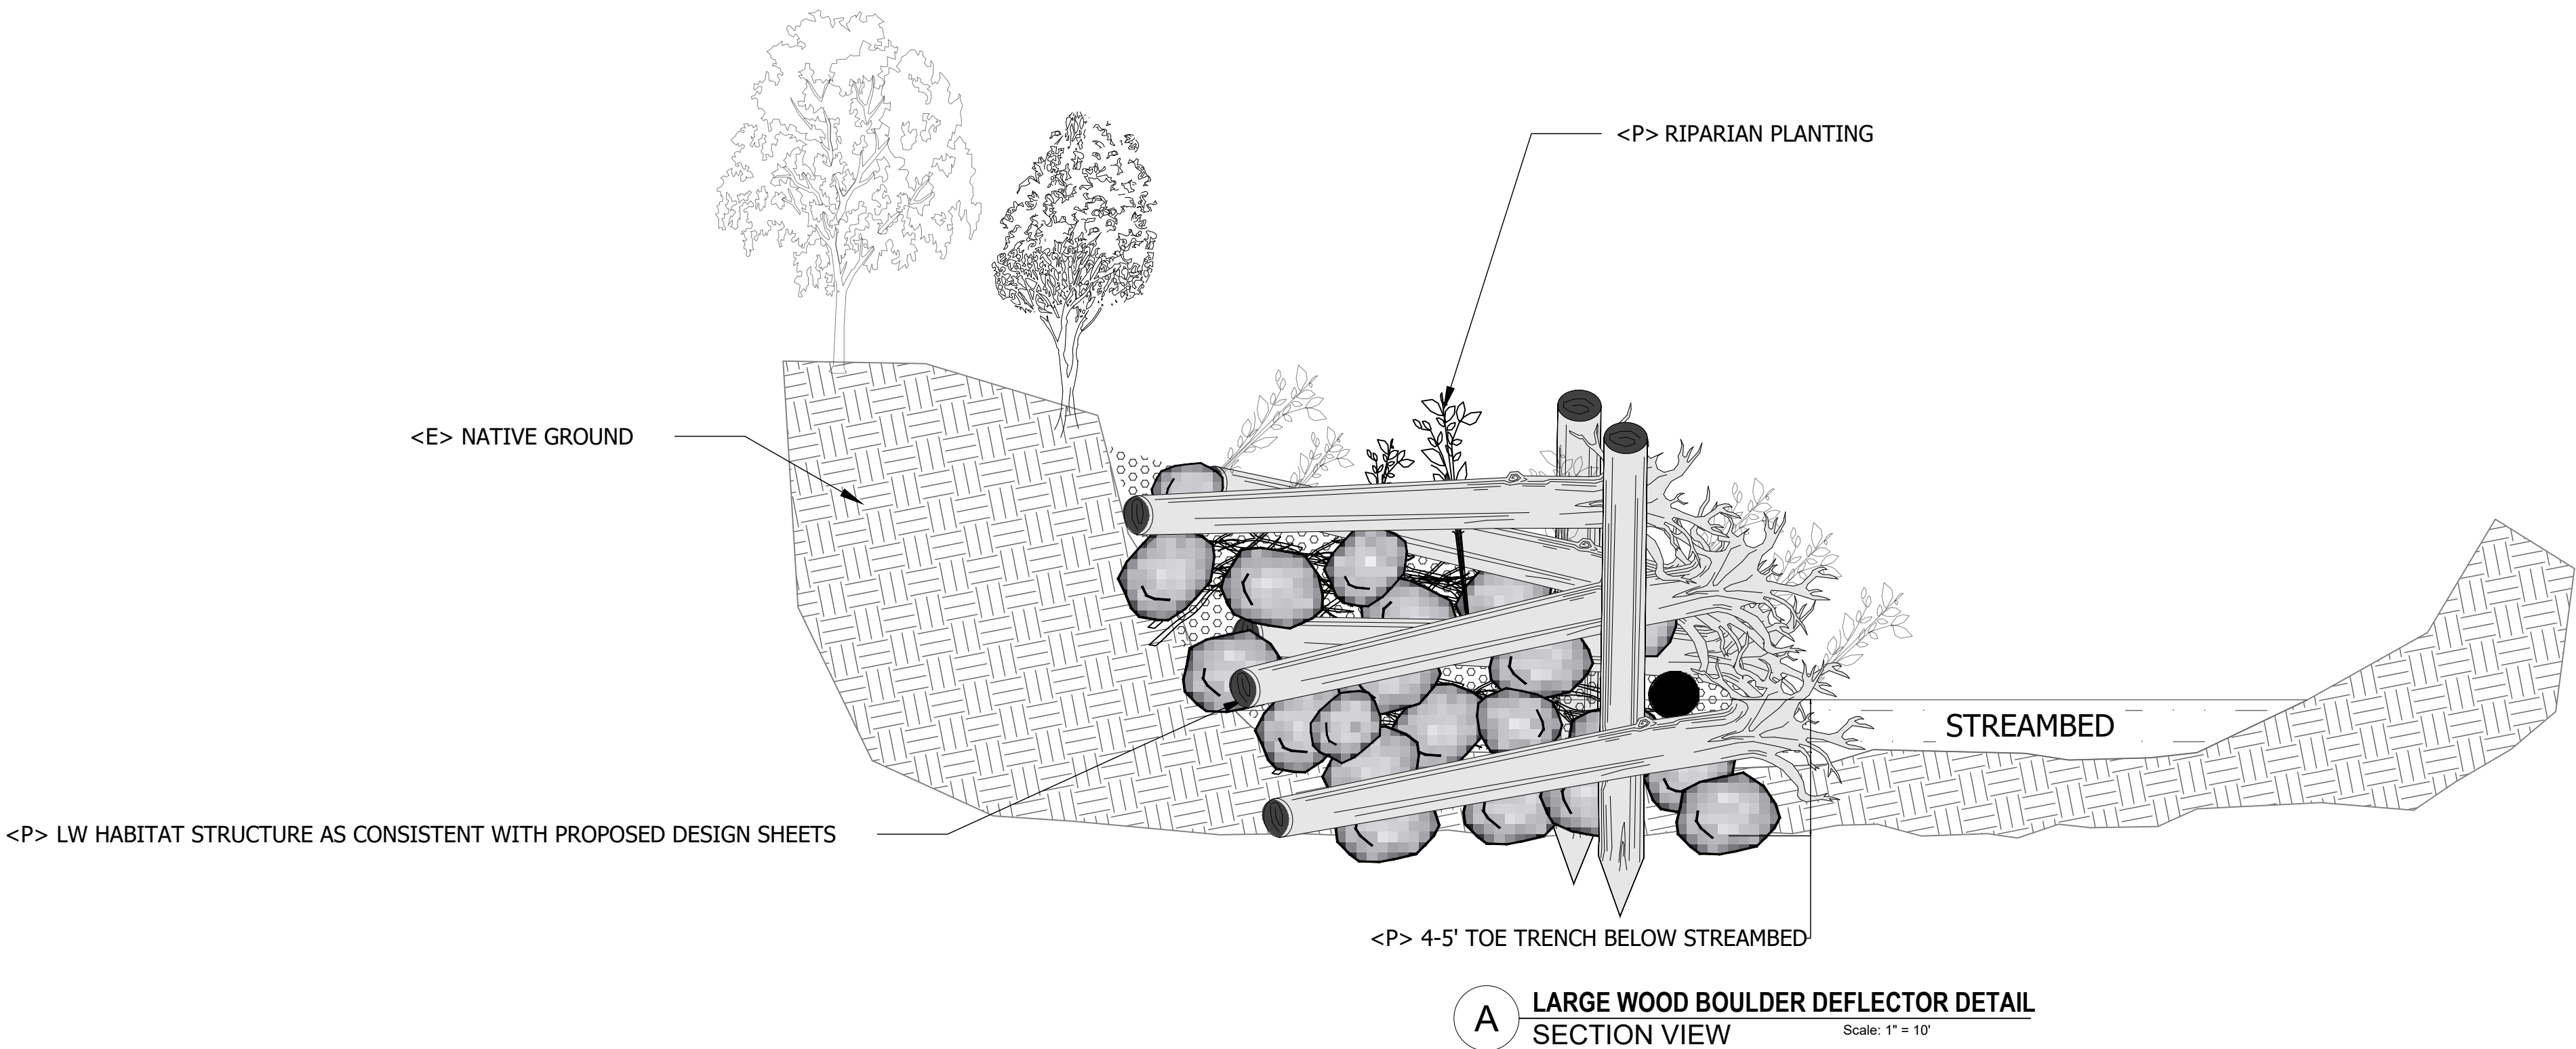 <P> RIPARIAN PLANTING
<E> NATIVE GROUND
STREAMBED
<P> LW HABITAT STRUCTURE AS CONSISTENT WITH PROPOSED DESIGN SHEETS
<P> 4-5' TOE TRENCH BELOW STREAMBED
A
LARGE WOOD BOULDER DEFLECTOR DETAIL
SECTION VIEW
Scale: 1" = 10'